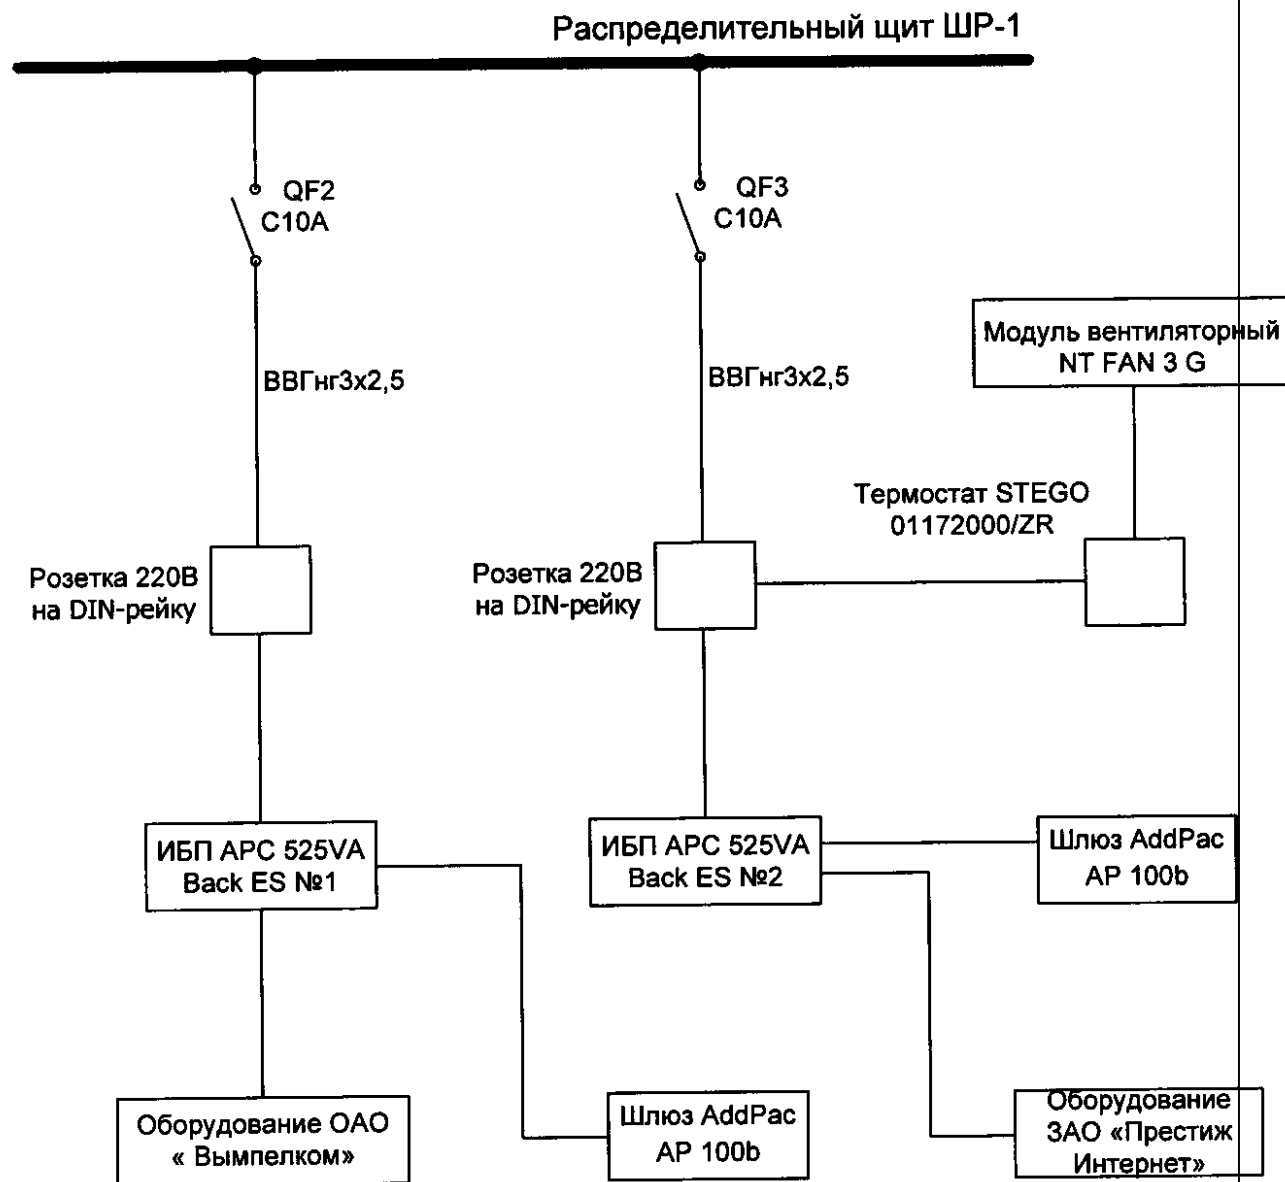 Распределительный щит ШР-1
QF2
C10A
QF3
C10A
ВВГнг3х2,5
ВВГнг3х2,5
Модуль вентиляторный
NT FAN 3 G
Термостат STEGO
01172000/ZR
Розетка 220В
на DIN-рейку
Розетка 220В
на DIN-рейку
ИБП APC 525VA
Back ES №1
ИБП APC 525VA
Back ES №2
Шлюз AddPac
AP 100b
Оборудование ОАО
« Вымпелком»
Шлюз AddPac
AP 100b
Оборудование
ЗАО «Престиж
Интернет»